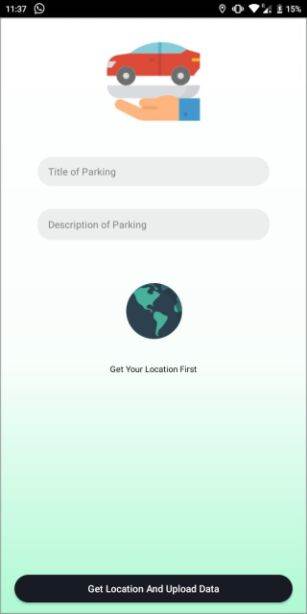 11:37
15%
Title of Parking
Description of Parking
Get Your Location First
Get Location And Upload Data